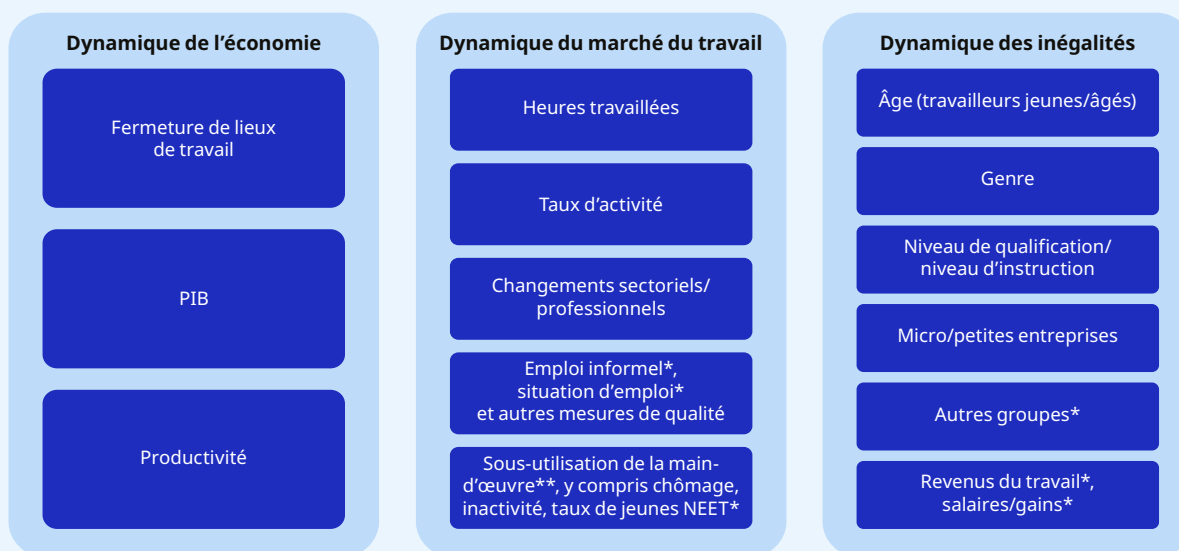 Dynamique de l’économie
Fermeture de lieux
de travail
PIB
Productivité
Dynamique du marché du travail
Heures travaillées
Taux d’activité
Changements sectoriels/
professionnels
Emploi informel*,
situation d’emploi*
et autres mesures de qualité
Sous-utilisation de la main-
d’œuvre**, y compris chômage,
inactivité, taux de jeunes NEET*
Dynamique des inégalités
Âge (travailleurs jeunes/âgés)
Genre
Niveau de qualification/
niveau d’instruction
Micro/petites entreprises
Autres groupes*
Revenus du travail*,
salaires/gains*